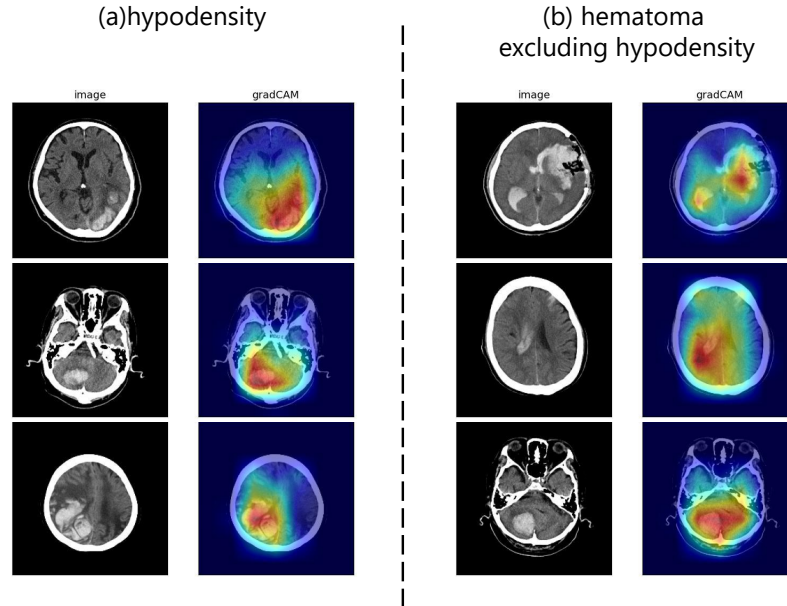 (a)hypodensity
(b) hematoma
excluding hypodensity
image
gradCAM
image
gradCAM